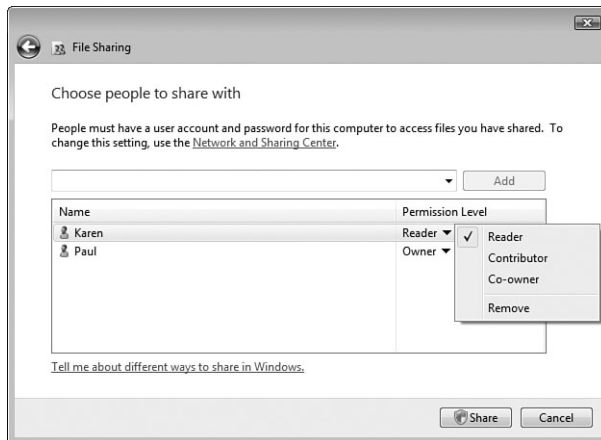 File Sharing
Choose people to share with
People must have a user account and password for this computer to access files you have shared. To
change this setting, use the Network and Sharing Center.
Add
Name Permission Level
Karen Reader
Paul Owner
Reader
Contributor
Co-owner
Remove
Tell me about different ways to share in Windows.
Share Cancel